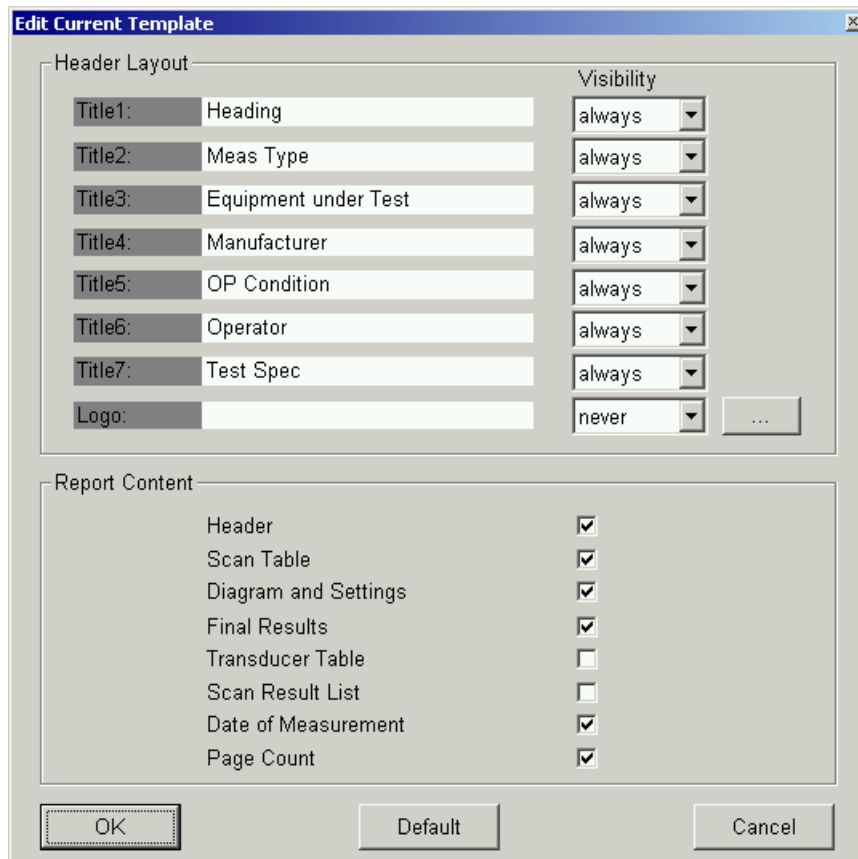 Edit Current Template
Header Layout
Visibility
Title1: Heading always
Title2: Meas Type always
Title3: Equipment under Test always
Title4: Manufacturer always
Title5: OP Condition always
Title6: Operator always
Title7: Test Spec always
Logo: never ...
Report Content
Header
Scan Table
Diagram and Settings
Final Results
Transducer Table
Scan Result List
Date of Measurement
Page Count
OK Default Cancel